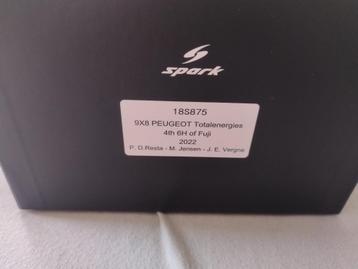 spark
18S875
9X8 PEUGEOT Totalenergies
4th 6H of Fuji
2022
P. D.Resta - M. Jensen - J. E. Vergne